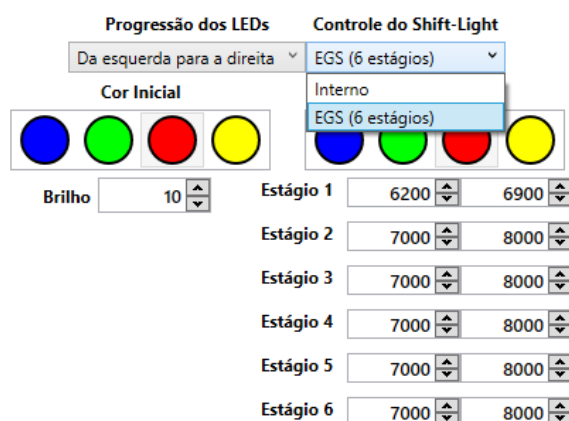 Progressão dos LEDs Controle do Shift-Light
Da esquerda para a direita EGS (6 estágios)
Cor Inicial Interno
EGS (6 estágios)
Brilho 10 Estágio 1 6200 6900
Estágio 2 7000 8000
Estágio 3 7000 8000
Estágio 4 7000 8000
Estágio 5 7000 8000
Estágio 6 7000 8000